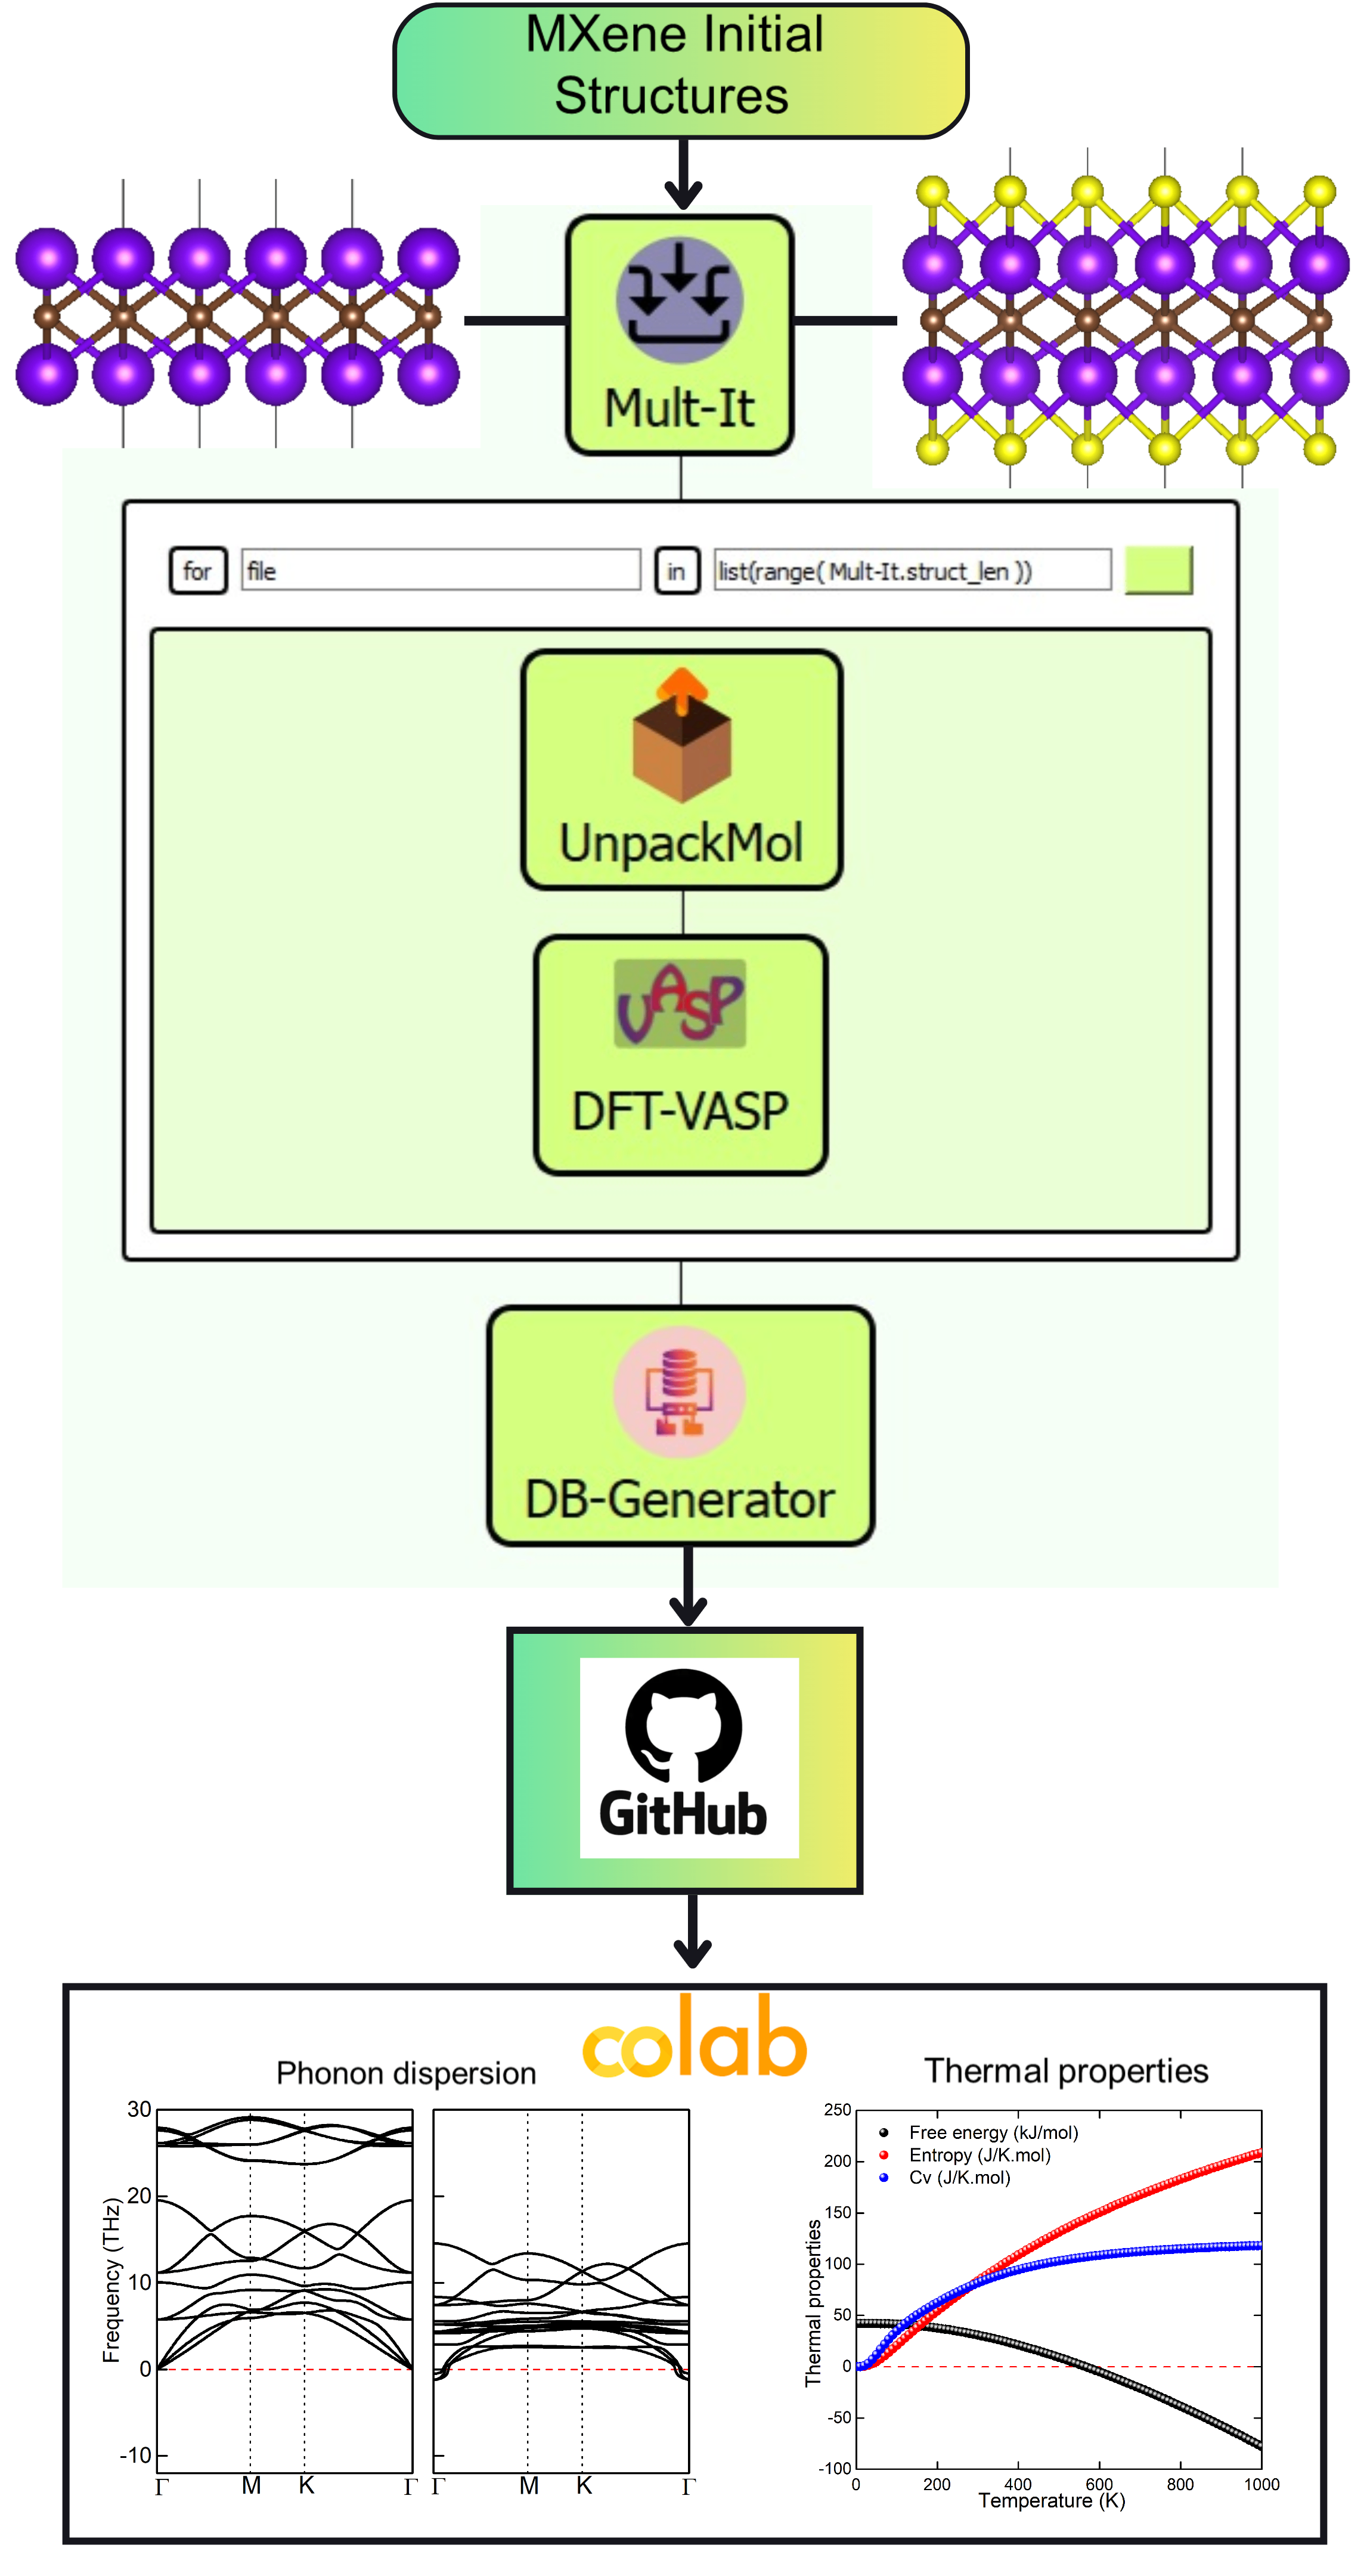 MXene Initial
Structures
Mult-It
for file in list(range( Mult-It.struct_len ))
UnpackMol
VASP
DFT-VASP
DB-Generator
GitHub
colab
Phonon dispersion
Frequency (THz)
30
20
10
0
-10
Γ M K Γ
Γ M K Γ
Thermal properties
Thermal properties
250
200
150
100
50
0
-50
-100
Free energy (kJ/mol)
Entropy (J/K.mol)
Cv (J/K.mol)
0 200 400 600 800 1000
Temperature (K)